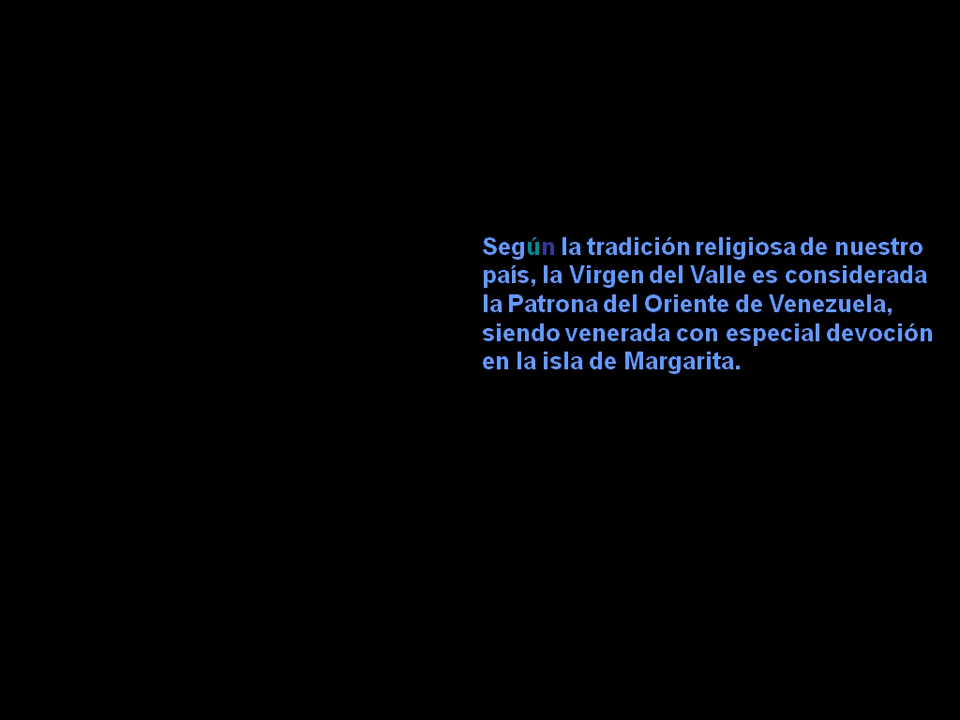 Según la tradición religiosa de nuestro
país, la Virgen del Valle es considerada
la Patrona del Oriente de Venezuela,
siendo venerada con especial devoción
en la isla de Margarita.